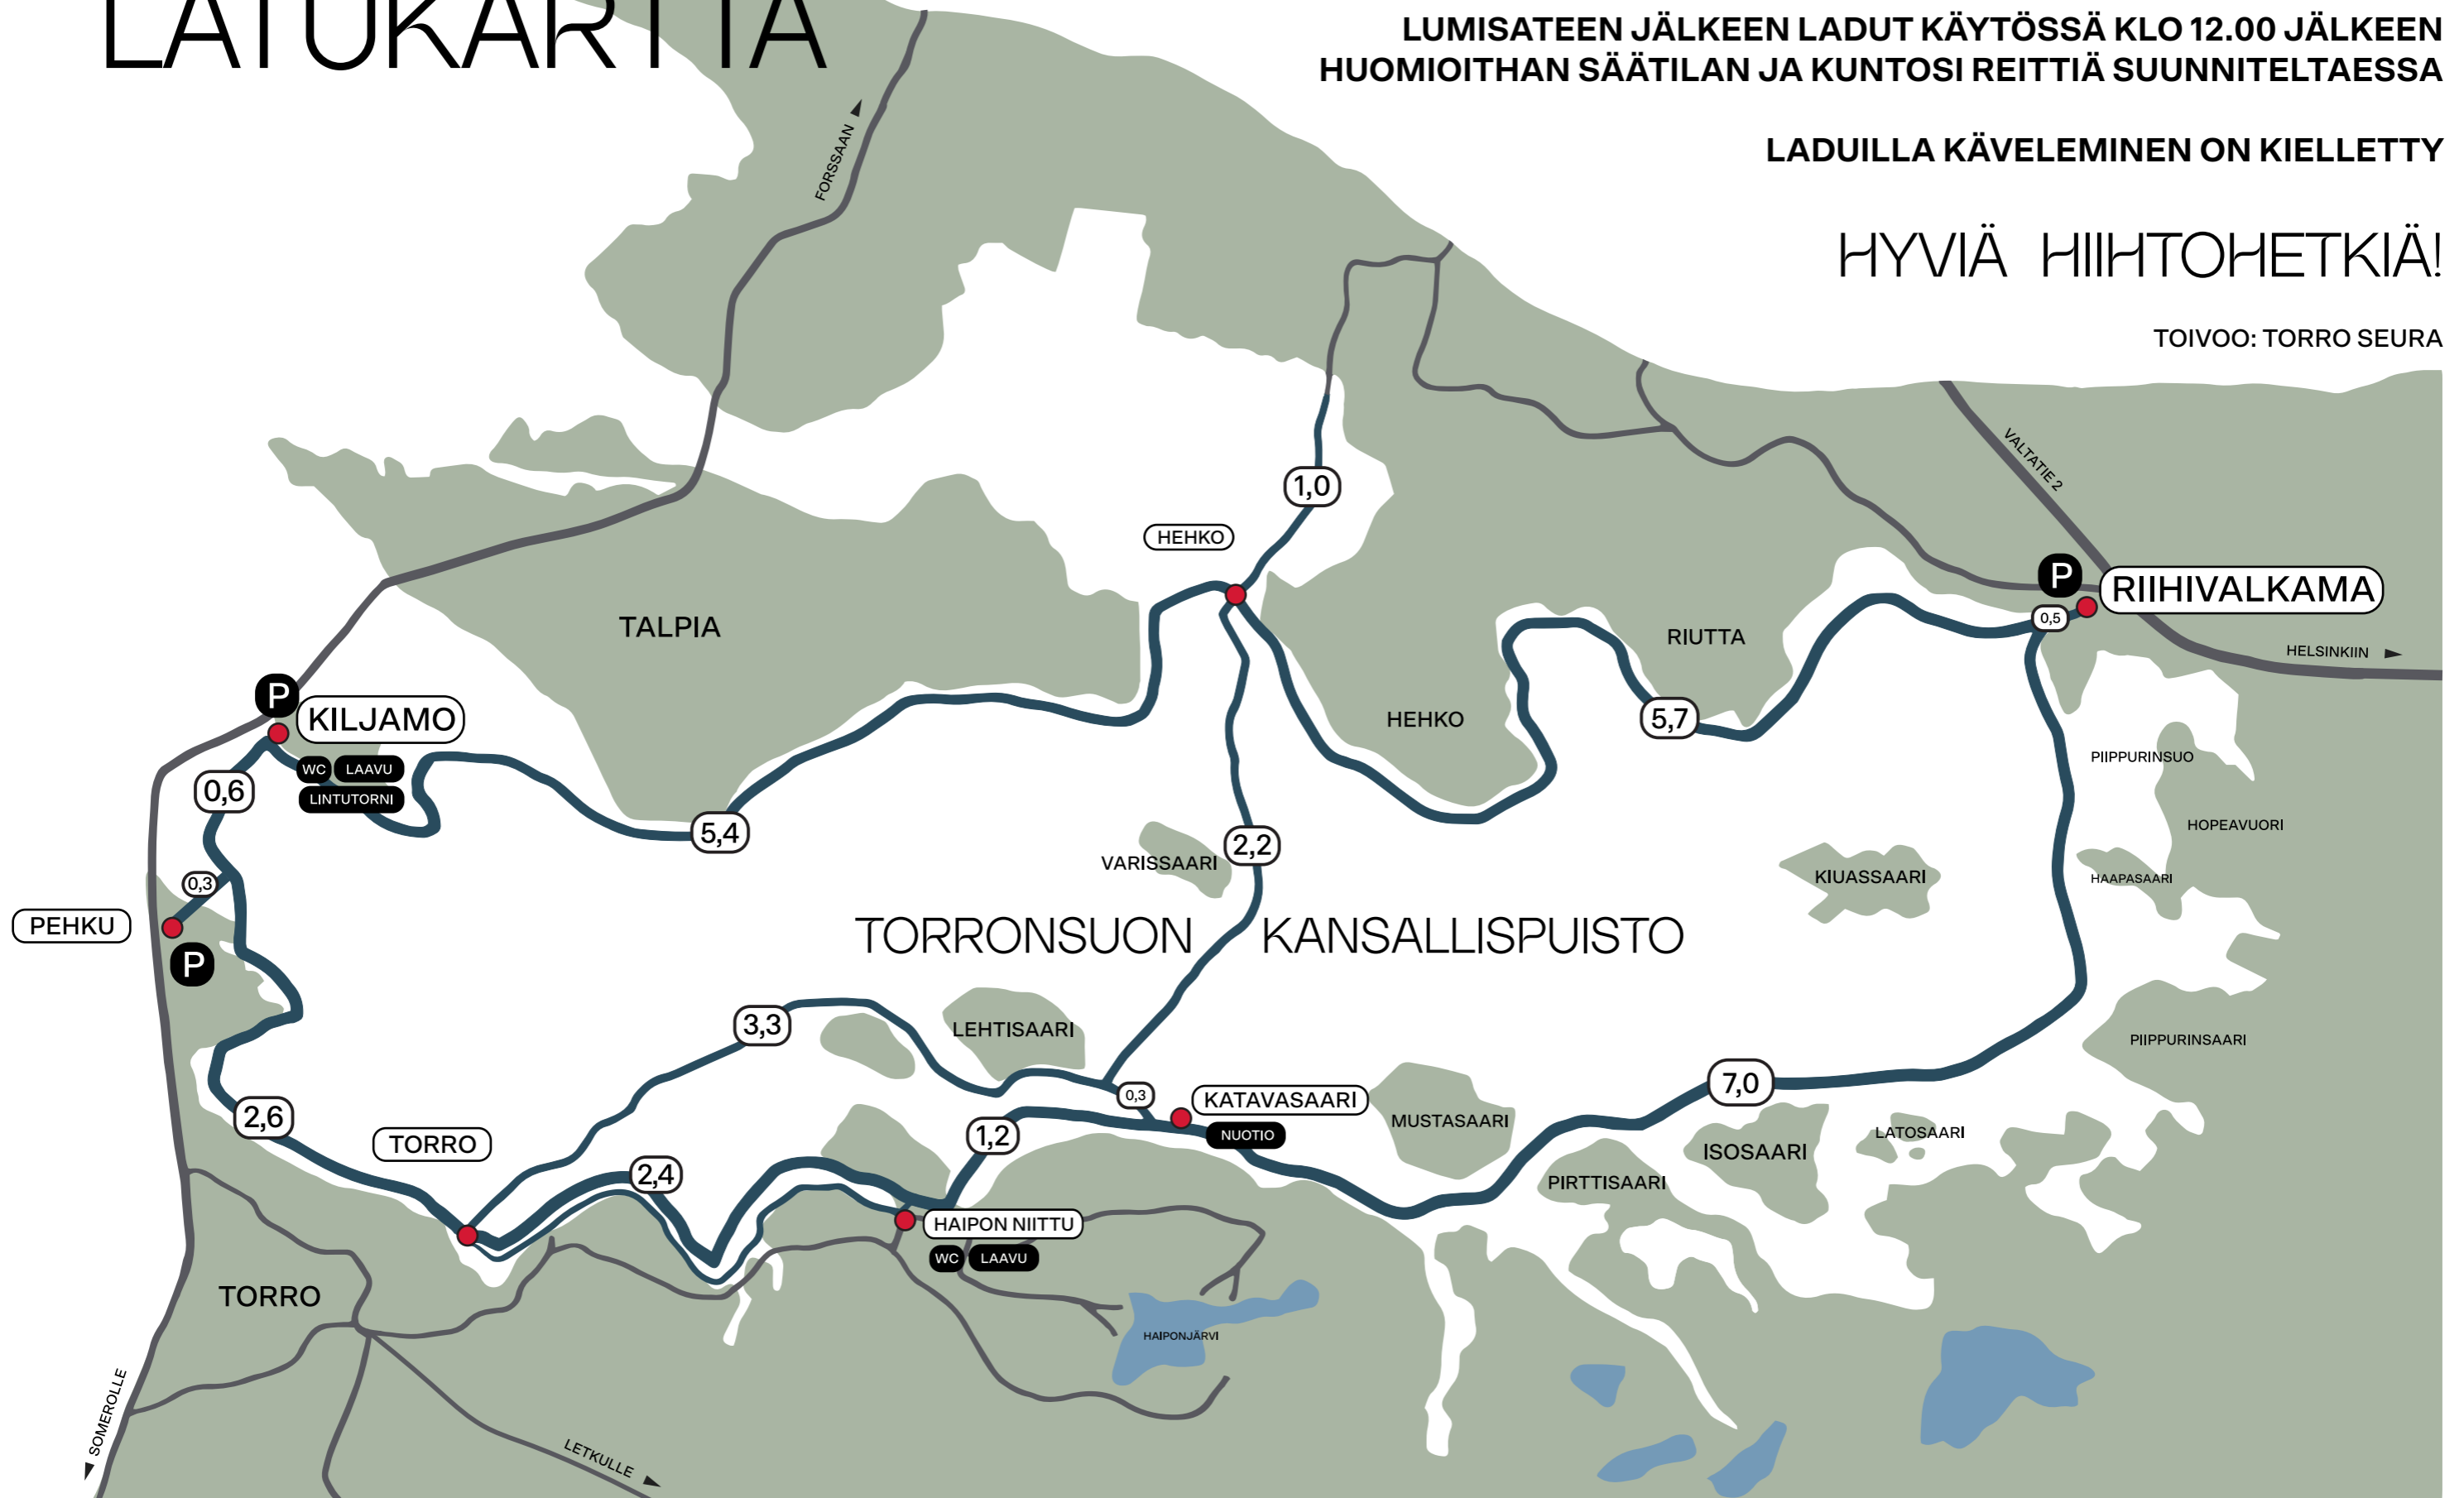 LATUKARTTA
LUMISATEEN JÄLKEEN LADUT KÄYTÖSSÄ KLO 12.00 JÄLKEEN
HUOMIOITHAN SÄÄTILAN JA KUNTOSI REITTIÄ SUUNNITELTAESSA
LADUILLA KÄVELEMINEN ON KIELLETTY
HYVIÄ HIIHTOHETKIÄ!
TOIVOO: TORRO SEURA
FORSSAAN
VALTATIE 2
1,0
HEHKO
P
RIIHIVALKAMA
0,5
HELSINKIIN
TALPIA
RIUTTA
P
KILJAMO
HEHKO
5,7
WC
LAAVU
LINTUTORNI
0,6
5,4
2,2
PIIPPURINSUO
HOPEAVUORI
VARISSAARI
KIUASSAARI
HAAPASAARI
0,3
PEHKU
P
TORRONSUON KANSALLISPUISTO
3,3
LEHTISAARI
PIIPPURINSAARI
7,0
0,3
KATAVASAARI
NUOTIO
MUSTASAARI
2,6
TORRO
1,2
LATOSAARI
ISOSAARI
2,4
PIRTTISAARI
HAIPON NIITTU
WC
LAAVU
TORRO
HAIPONJÄRVI
SOMEROLLE
LETKULLE